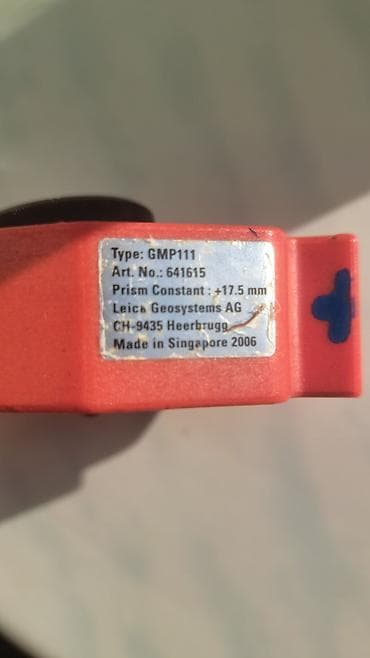 Type: GMP111
Art. No.: 641615
Prism Constant : +17.5 mm
Leica Geosystems AG
CH-9435 Heerbrugg
Made in Singapore 2006